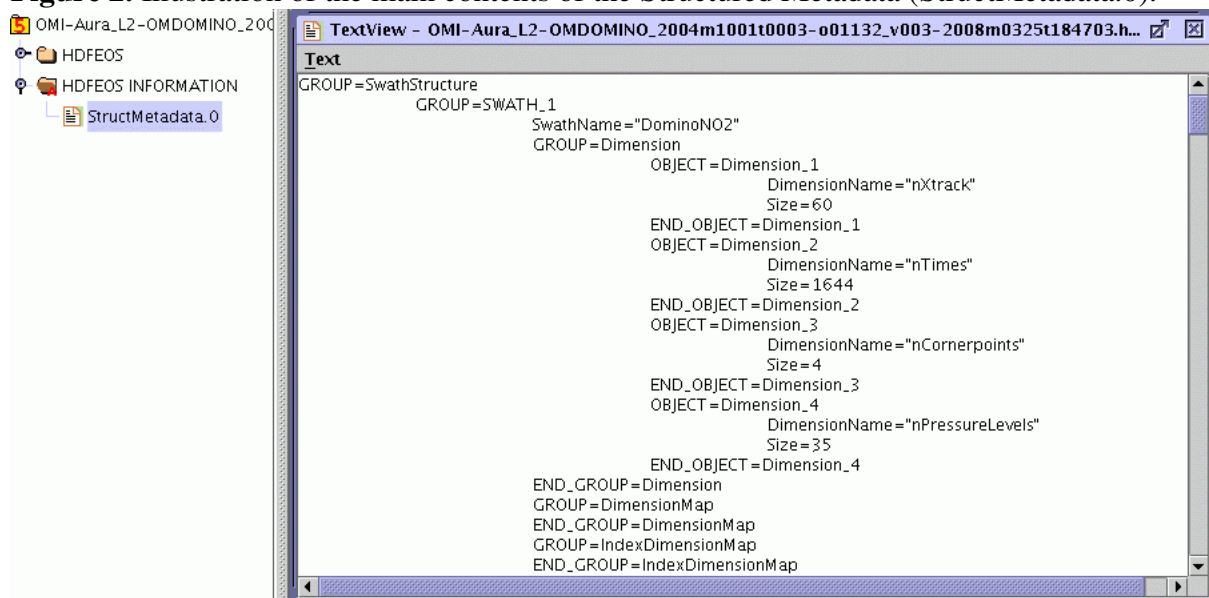 Figure 2. Illustration of the main contents of the Structured Metadata (StructMetadata.0).
OMI-Aura_L2-OMDOMINO_200
HDFEOS
HDFEOS INFORMATION
StructMetadata.0
TextView - OMI-Aura_L2-OMDOMINO_2004m1001t0003-o01132_v003-2008m0325t184703.h...
Text
GROUP=SwathStructure
GROUP=SWATH_1
SwathName="DominoNO2"
GROUP=Dimension
OBJECT=Dimension_1
DimensionName="nXtrack"
Size=60
END_OBJECT=Dimension_1
OBJECT=Dimension_2
DimensionName="nTimes"
Size=1644
END_OBJECT=Dimension_2
OBJECT=Dimension_3
DimensionName="nCornerpoints"
Size=4
END_OBJECT=Dimension_3
OBJECT=Dimension_4
DimensionName="nPressureLevels"
Size=35
END_OBJECT=Dimension_4
END_GROUP=Dimension
GROUP=DimensionMap
END_GROUP=DimensionMap
GROUP=IndexDimensionMap
END_GROUP=IndexDimensionMap